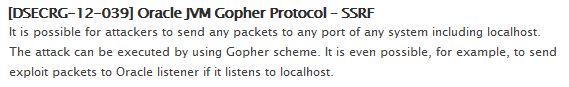 [DSECRG-12-039] Oracle JVM Gopher Protocol - SSRF
It is possible for attackers to send any packets to any port of any system including localhost.
The attack can be executed by using Gopher scheme. It is even possible, for example, to send
exploit packets to Oracle listener if it listens to localhost.